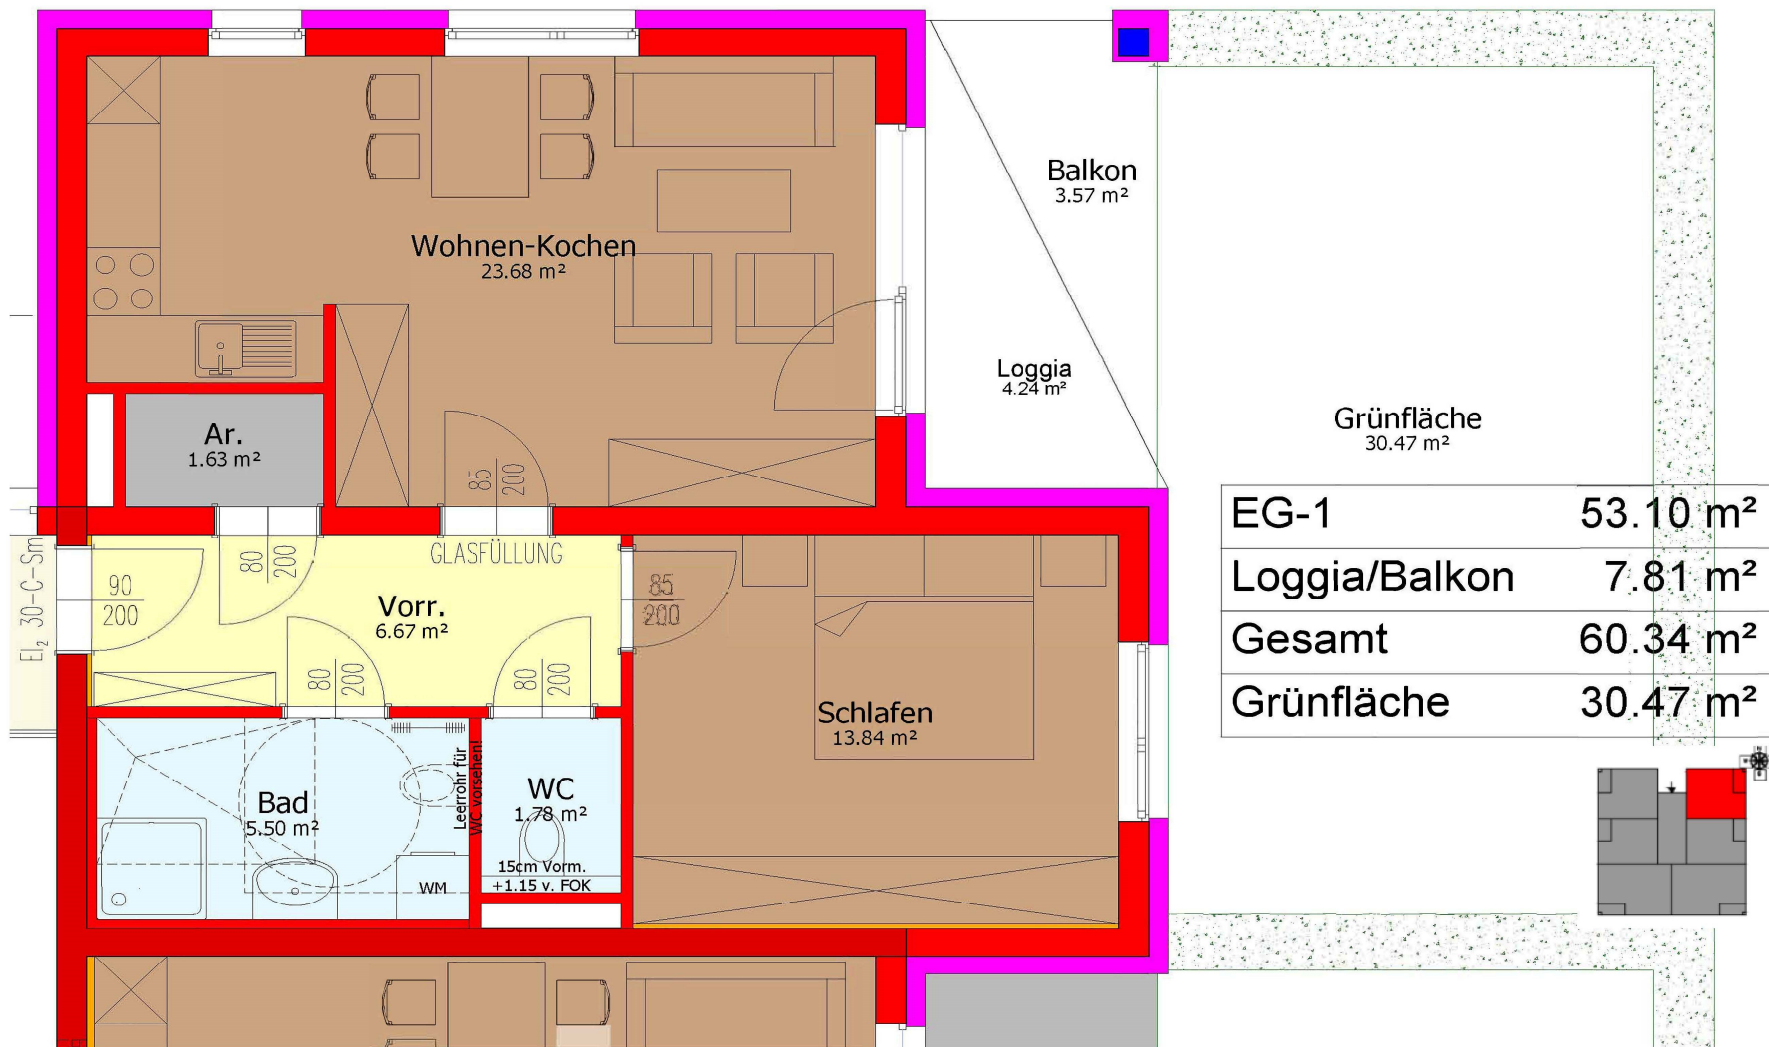 Balkon
3.57 m²
Wohnen-Kochen
23.68 m²
Loggia
4.24 m²
Grünfläche
30.47 m²
Ar.
1.63 m²
85
200
EG-1 53.10 m²
Loggia/Balkon 7.81 m²
Gesamt 60.34 m²
Grünfläche 30.47 m²
EI₂ 30-C-Sm
90
200
80
200
GLASFÜLLUNG
85
200
Vorr.
6.67 m²
80
200
80
200
Schlafen
13.84 m²
Bad
5.50 m²
Leerrohr für
WC vorsehen!
WC
1.78 m²
15cm Vorm.
+1.15 v. FOK
WM